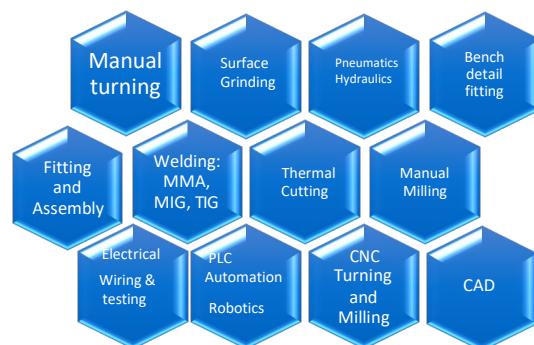 Manual
turning
Surface
Grinding
Pneumatics
Hydraulics
Bench
detail
fitting
Fitting
and
Assembly
Welding:
MMA,
MIG, TIG
Thermal
Cutting
Manual
Milling
Electrical
Wiring &
testing
PLC
Automation
Robotics
CNC
Turning
and
Milling
CAD